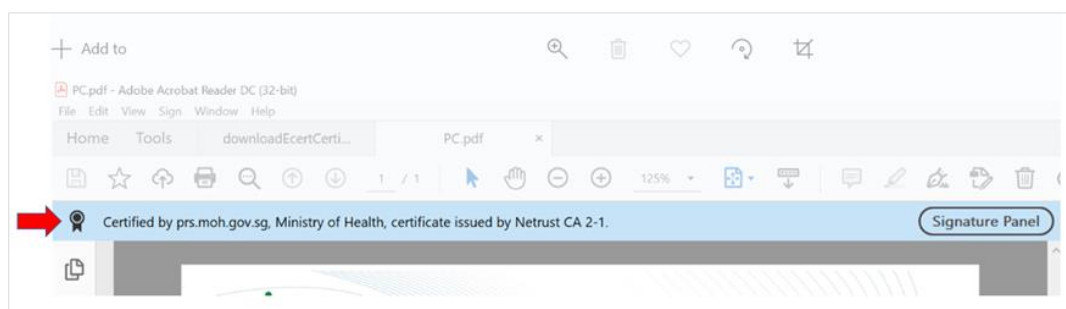 Add to
PC.pdf - Adobe Acrobat Reader DC (32-bit)
File Edit View Sign Window Help
Home Tools downloadEcertCerti... PC.pdf ×
1 / 1 125%
Certified by prs.moh.gov.sg, Ministry of Health, certificate issued by Netrust CA 2-1. Signature Panel